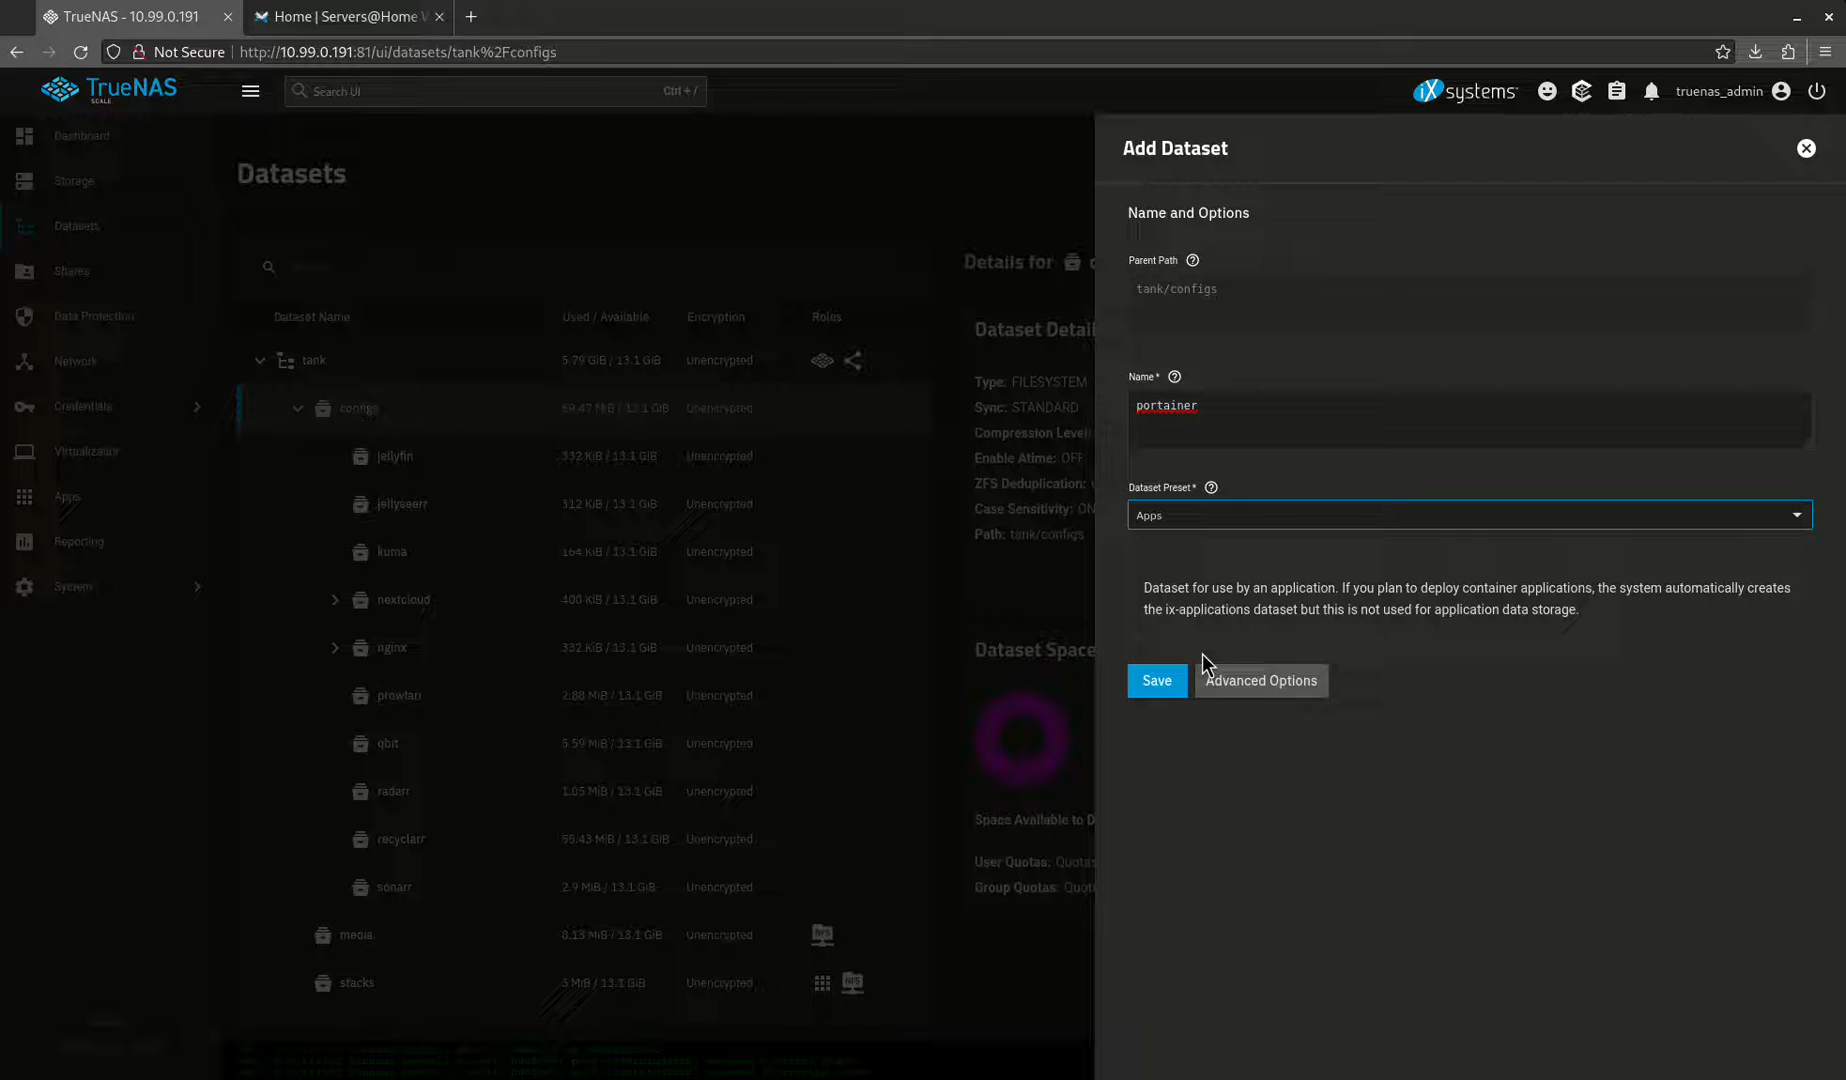 TrueNAS - 10.99.0.191
Home | Servers@Home
Not Secure
http://10.99.0.191:81/ui/datasets/tank%2Fconfigs
TrueNAS
SCALE
Search UI
Ctrl + /
iXsystems
truenas_admin
Dashboard
Storage
Datasets
Shares
Data Protection
Network
Credentials
Virtualization
Apps
Reporting
System
Datasets
Dataset Name
Used / Available
Encryption
Roles
tank
5.79 GiB / 13.1 GiB
Unencrypted
configs
69.47 MiB / 13.1 GiB
Unencrypted
jellyfin
332 KiB / 13.1 GiB
Unencrypted
jellyseerr
312 KiB / 13.1 GiB
Unencrypted
kuma
164 KiB / 13.1 GiB
Unencrypted
nextcloud
400 KiB / 13.1 GiB
Unencrypted
nginx
332 KiB / 13.1 GiB
Unencrypted
prowlarr
2.88 MiB / 13.1 GiB
Unencrypted
qbit
5.59 MiB / 13.1 GiB
Unencrypted
radarr
1.05 MiB / 13.1 GiB
Unencrypted
recyclarr
55.43 MiB / 13.1 GiB
Unencrypted
sonarr
2.9 MiB / 13.1 GiB
Unencrypted
media
8.13 MiB / 13.1 GiB
Unencrypted
stacks
3 MiB / 13.1 GiB
Unencrypted
Details for
Dataset Detai
Type: FILESYSTEM
Sync: STANDARD
Compression Level:
Enable Atime: OFF
ZFS Deduplication:
Case Sensitivity: ON
Path: tank/configs
Dataset Space
Space Available to D
User Quotas: Quotas
Group Quotas: Quot
Add Dataset
Name and Options
Parent Path
tank/configs
Name*
portainer
Dataset Preset*
Apps
Dataset for use by an application. If you plan to deploy container applications, the system automatically creates
the ix-applications dataset but this is not used for application data storage.
Save
Advanced Options